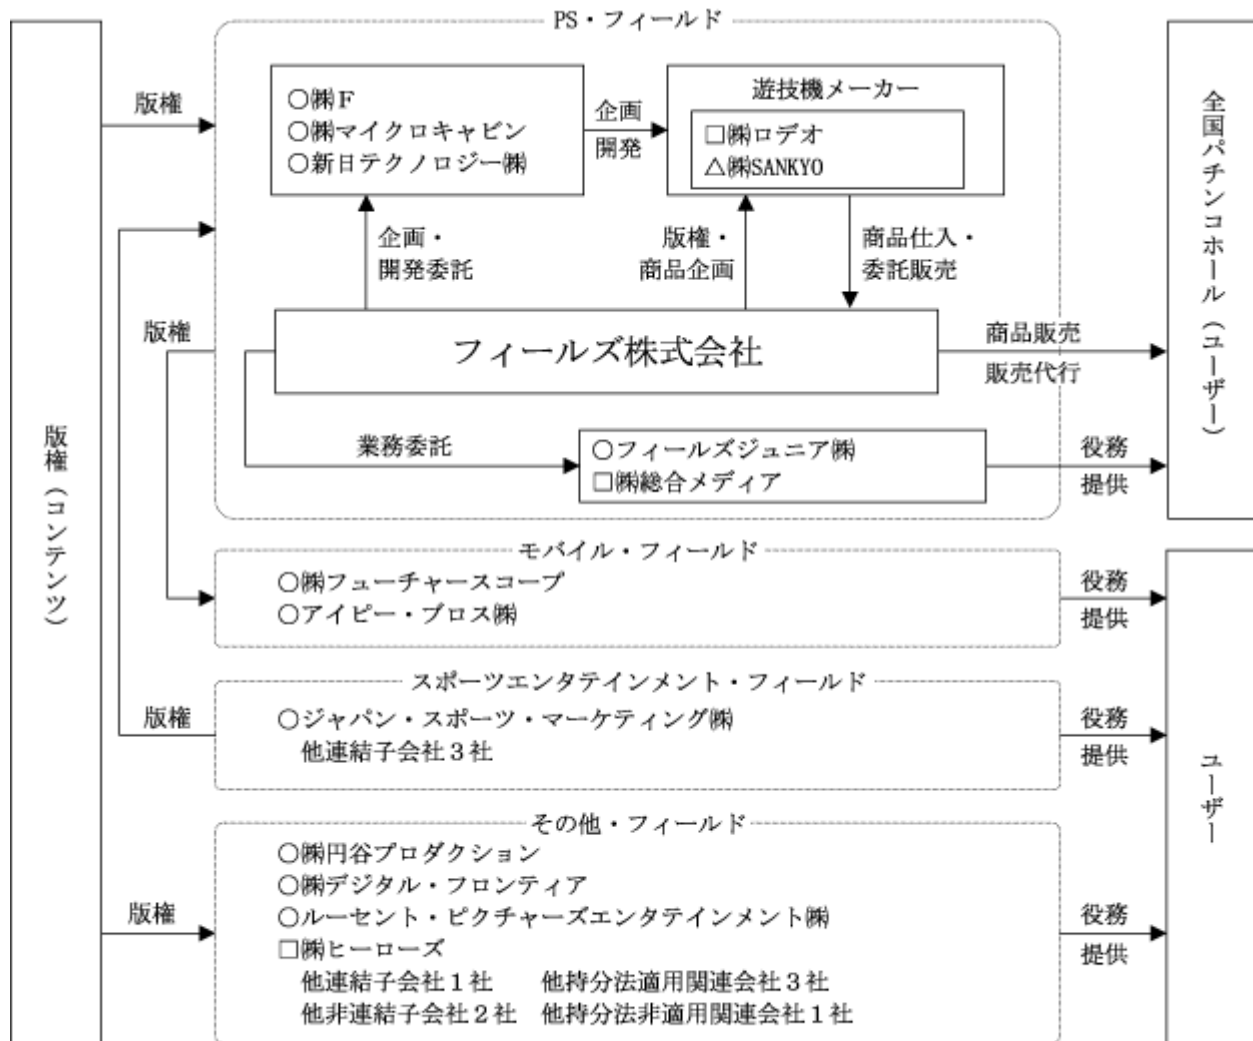 PS・フィールド
版権
○㈱F
○㈱マイクロキャビン
○新日テクノロジー㈱
企画
開発
遊技機メーカー
□㈱ロデオ
△㈱SANKYO
企画・
開発委託
版権・
商品企画
商品仕入・
委託販売
フィールズ株式会社
商品販売
販売代行
全国パチンコホール（ユーザー）
版権
業務委託
○フィールズジュニア㈱
□㈱総合メディア
役務
提供
版権（コンテンツ）
モバイル・フィールド
○㈱フューチャースコープ
○アイピー・ブロス㈱
役務
提供
スポーツエンタテインメント・フィールド
版権
○ジャパン・スポーツ・マーケティング㈱
他連結子会社３社
役務
提供
ユーザー
その他・フィールド
版権
○㈱円谷プロダクション
○㈱デジタル・フロンティア
○ルーセント・ピクチャーズエンタテインメント㈱
□㈱ヒーローズ
他連結子会社１社　他持分法適用関連会社３社
他非連結子会社２社　他持分法非適用関連会社１社
役務
提供